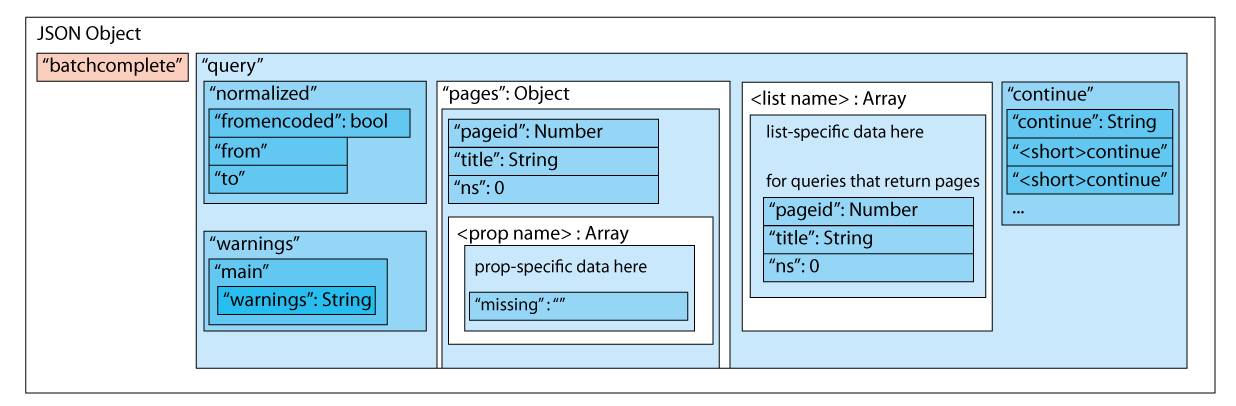 JSON Object
“batchcomplete”
“query”
“normalized”
“fromencoded”: bool
“from”
“to”
“warnings”
“main”
“warnings”: String
“pages”: Object
“pageid”: Number
“title”: String
“ns”: 0
<prop name> : Array
prop-specific data here
“missing” : “”
<list name> : Array
list-specific data here
for queries that return pages
“pageid”: Number
“title”: String
“ns”: 0
“continue”
“continue”: String
“<short>continue”
“<short>continue”
...